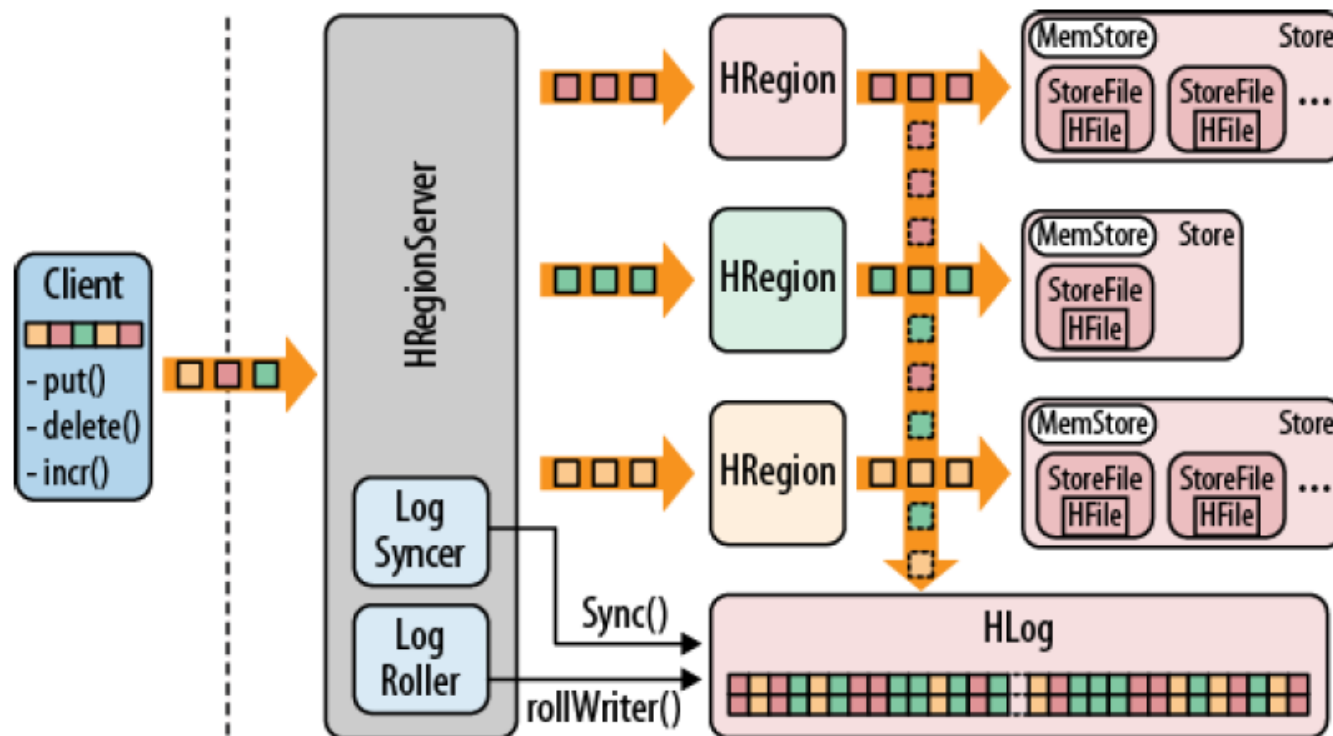 Client
- put()
- delete()
- incr()
HRegionServer
Log
Syncer
Log
Roller
Sync()
rollWriter()
HRegion
MemStore Store
StoreFile StoreFile ...
HFile HFile
HRegion
MemStore Store
StoreFile
HFile
HRegion
MemStore Store
StoreFile StoreFile ...
HFile HFile
HLog